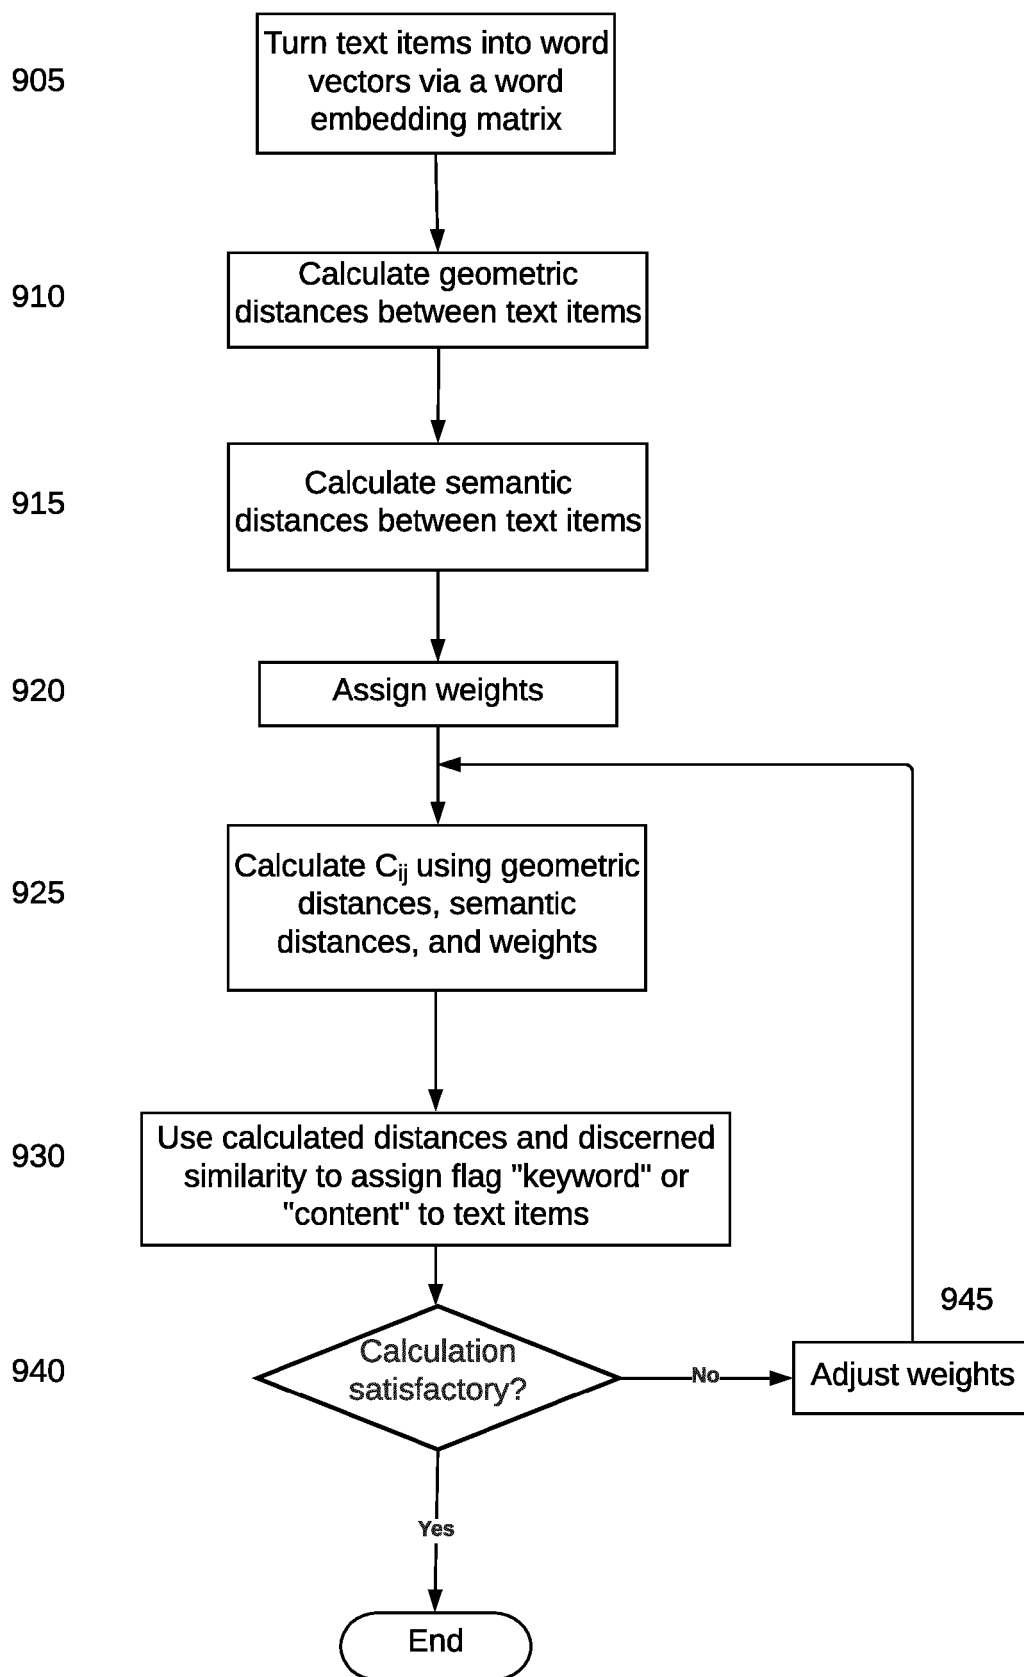 905
Turn text items into word
vectors via a word
embedding matrix
910
Calculate geometric
distances between text items
915
Calculate semantic
distances between text items
920
Assign weights
925
Calculate Cij using geometric
distances, semantic
distances, and weights
930
Use calculated distances and discerned
similarity to assign flag "keyword" or
"content" to text items
940
Calculation
satisfactory?
No
945
Adjust weights
Yes
End